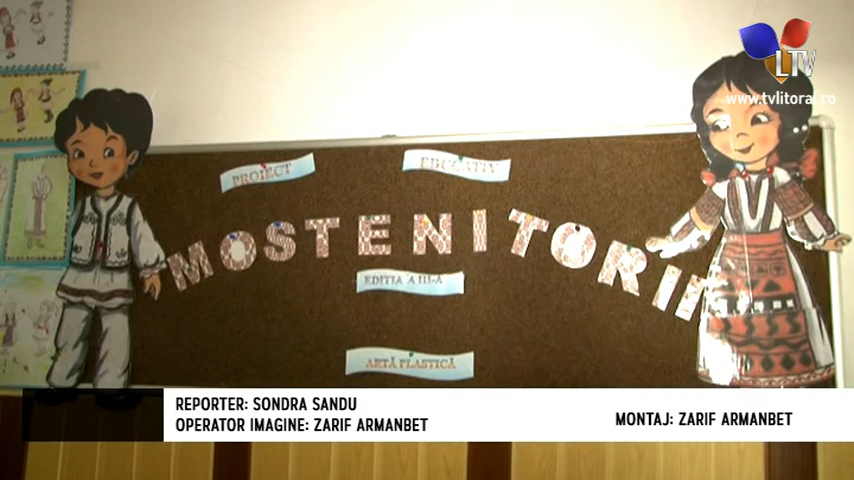 LTV
www.tvlitoral.ro
PROIECT
EDUCATIV
MOSTENITORII
EDIȚIA A III-A
ARTĂ PLASTICĂ
REPORTER: SONDRA SANDU
OPERATOR IMAGINE: ZARIF ARMANBET
MONTAJ: ZARIF ARMANBET